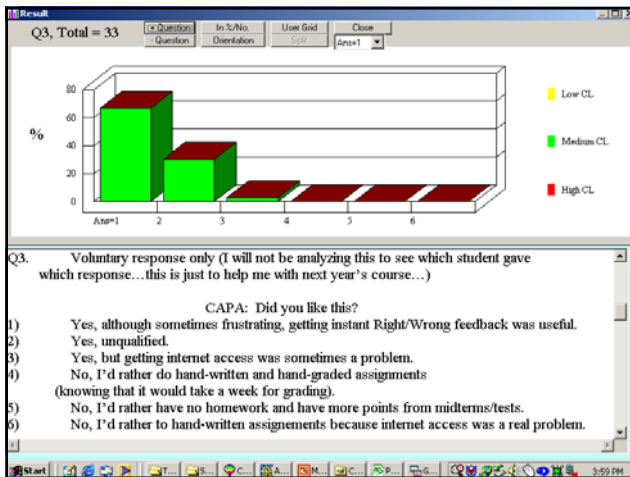 Result
Q3, Total = 33
+ Question
In %/No.
User Grid
Close
- Question
Orientation
Split
Ans=1
%
80
60
40
20
0
Ans=1 2 3 4 5 6
Low CL
Medium CL
High CL
Q3. Voluntary response only (I will not be analyzing this to see which student gave
which response...this is just to help me with next year's course...)
CAPA: Did you like this?
1) Yes, although sometimes frustrating, getting instant Right/Wrong feedback was useful.
2) Yes, unqualified.
3) Yes, but getting internet access was sometimes a problem.
4) No, I'd rather do hand-written and hand-graded assignments
(knowing that it would take a week for grading).
5) No, I'd rather have no homework and have more points from midterms/tests.
6) No, I'd rather to hand-written assignements because internet access was a real problem.
Start T... S... C... A... M... C... P... G... 3:59 PM